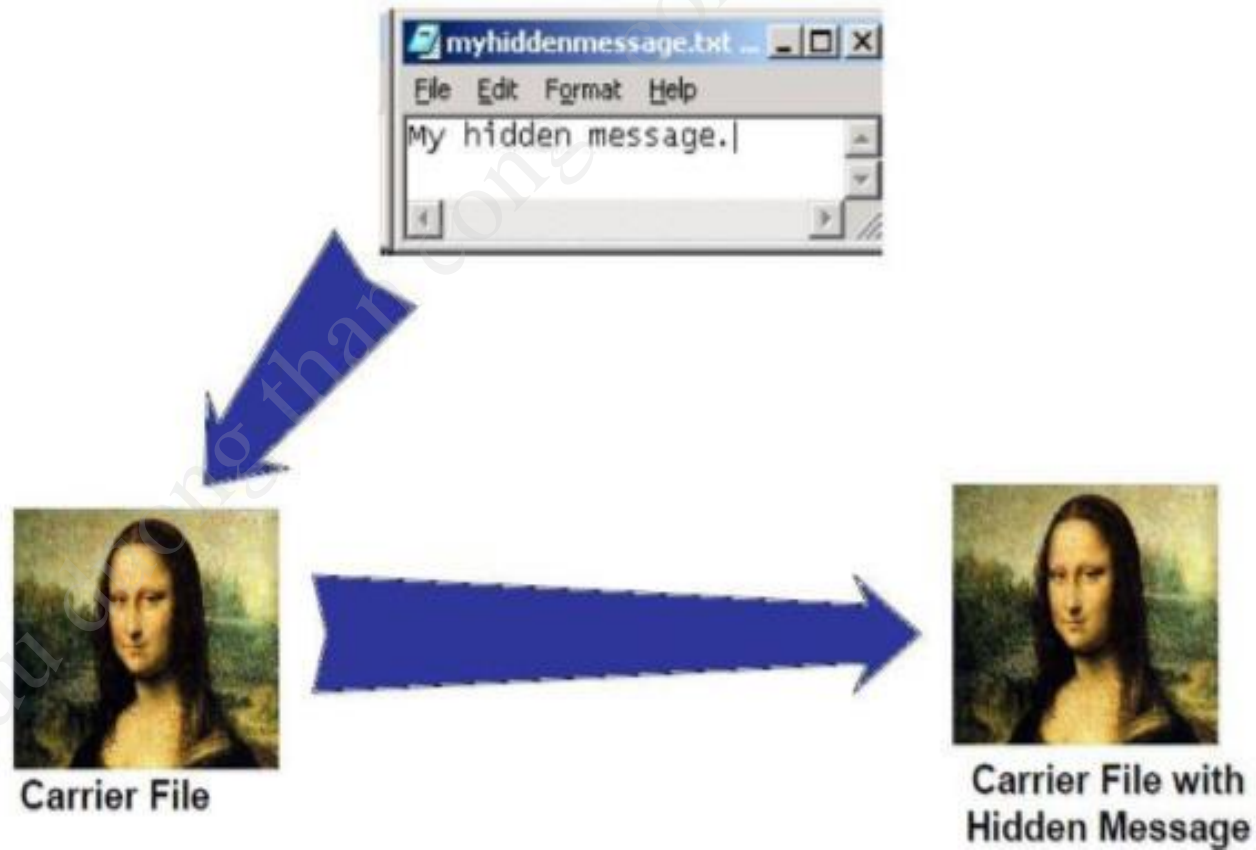 myhiddenmessage.txt ...
File Edit Format Help
My hidden message.
Carrier File
Carrier File with
Hidden Message